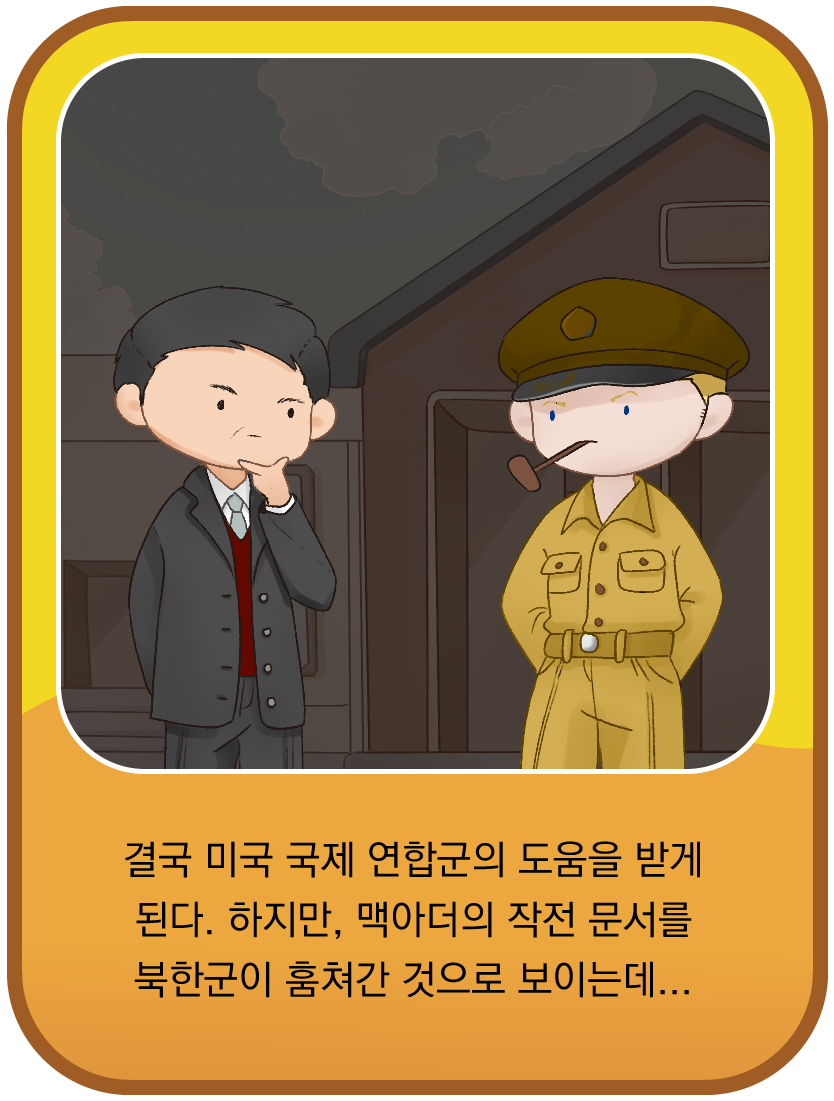 결국 미국 국제 연합군의 도움을 받게
된다. 하지만, 맥아더의 작전 문서를
북한군이 훔쳐간 것으로 보이는데...